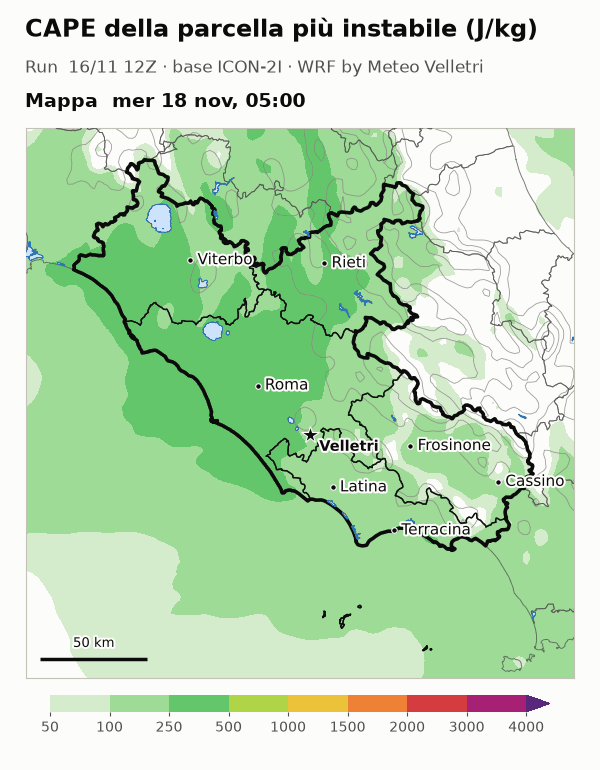 CAPE della parcella più instabile (J/kg)
Run  16/11 12Z · base ICON-2I · WRF by Meteo Velletri
Mappa  mer 18 nov, 05:00
Viterbo
Rieti
Roma
Velletri
Frosinone
Cassino
Latina
Terracina
50 km
50 100 250 500 1000 1500 2000 3000 4000